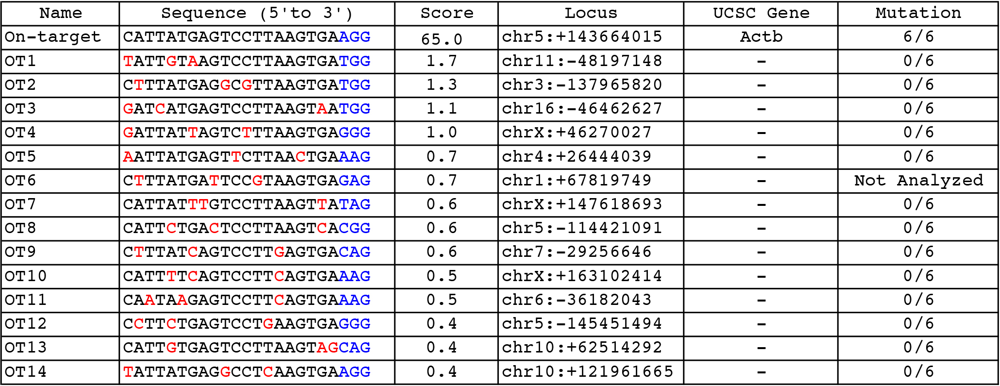 Name Sequence (5'to 3') Score Locus UCSC Gene Mutation
On-target CATTATGAGTCCTTAAGTGAAGG 65.0 chr5:+143664015 Actb 6/6
OT1 TATTGTAAGTCCTTAAGTGATGG 1.7 chr11:-48197148 - 0/6
OT2 CTTTATGAGGCGTTAAGTGATGG 1.3 chr3:-137965820 - 0/6
OT3 GATCATGAGTCCTTAAGTAATGG 1.1 chr16:-46462627 - 0/6
OT4 GATTATTAGTCTTTAAGTGAGGG 1.0 chrX:+46270027 - 0/6
OT5 AATTATGAGTTCTTAACTGAAAG 0.7 chr4:+26444039 - 0/6
OT6 CTTTATGATTCCGTAAGTGAGAG 0.7 chr1:+67819749 - Not Analyzed
OT7 CATTATTTGTCCTTAAGTTATAG 0.6 chrX:+147618693 - 0/6
OT8 CATTCTGACTCCTTAAGTCACGG 0.6 chr5:-114421091 - 0/6
OT9 CTTTATCAGTCCTTGAGTGACAG 0.6 chr7:-29256646 - 0/6
OT10 CATTTTCAGTCCTTCAGTGAAAG 0.5 chrX:+163102414 - 0/6
OT11 CAATAAGAGTCCTTCAGTGAAAG 0.5 chr6:-36182043 - 0/6
OT12 CCTTCTGAGTCCTGAAGTGAGGG 0.4 chr5:-145451494 - 0/6
OT13 CATTGTGAGTCCTTAAGTAGCAG 0.4 chr10:+62514292 - 0/6
OT14 TATTATGAGGCCTCAAGTGAAGG 0.4 chr10:+121961665 - 0/6